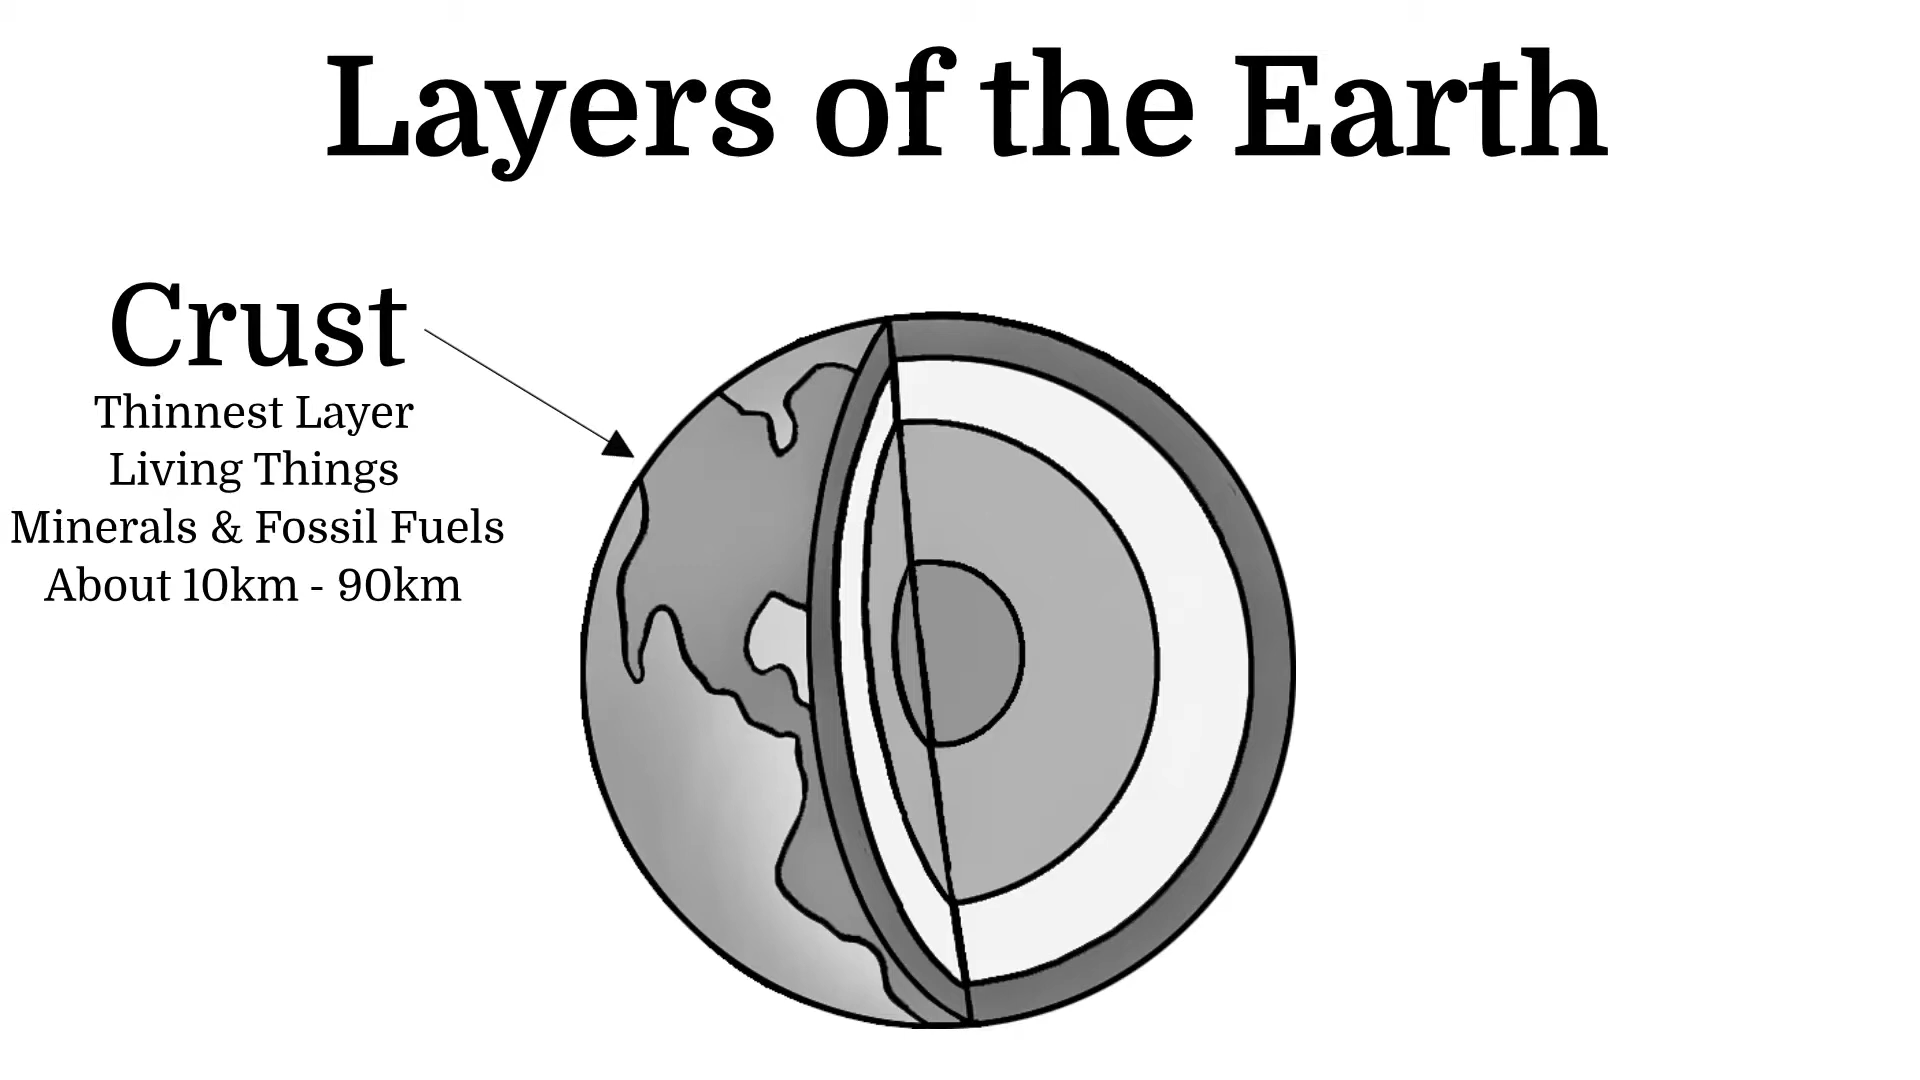 Layers of the Earth
Crust
Thinnest Layer
Living Things
Minerals & Fossil Fuels
About 10km - 90km